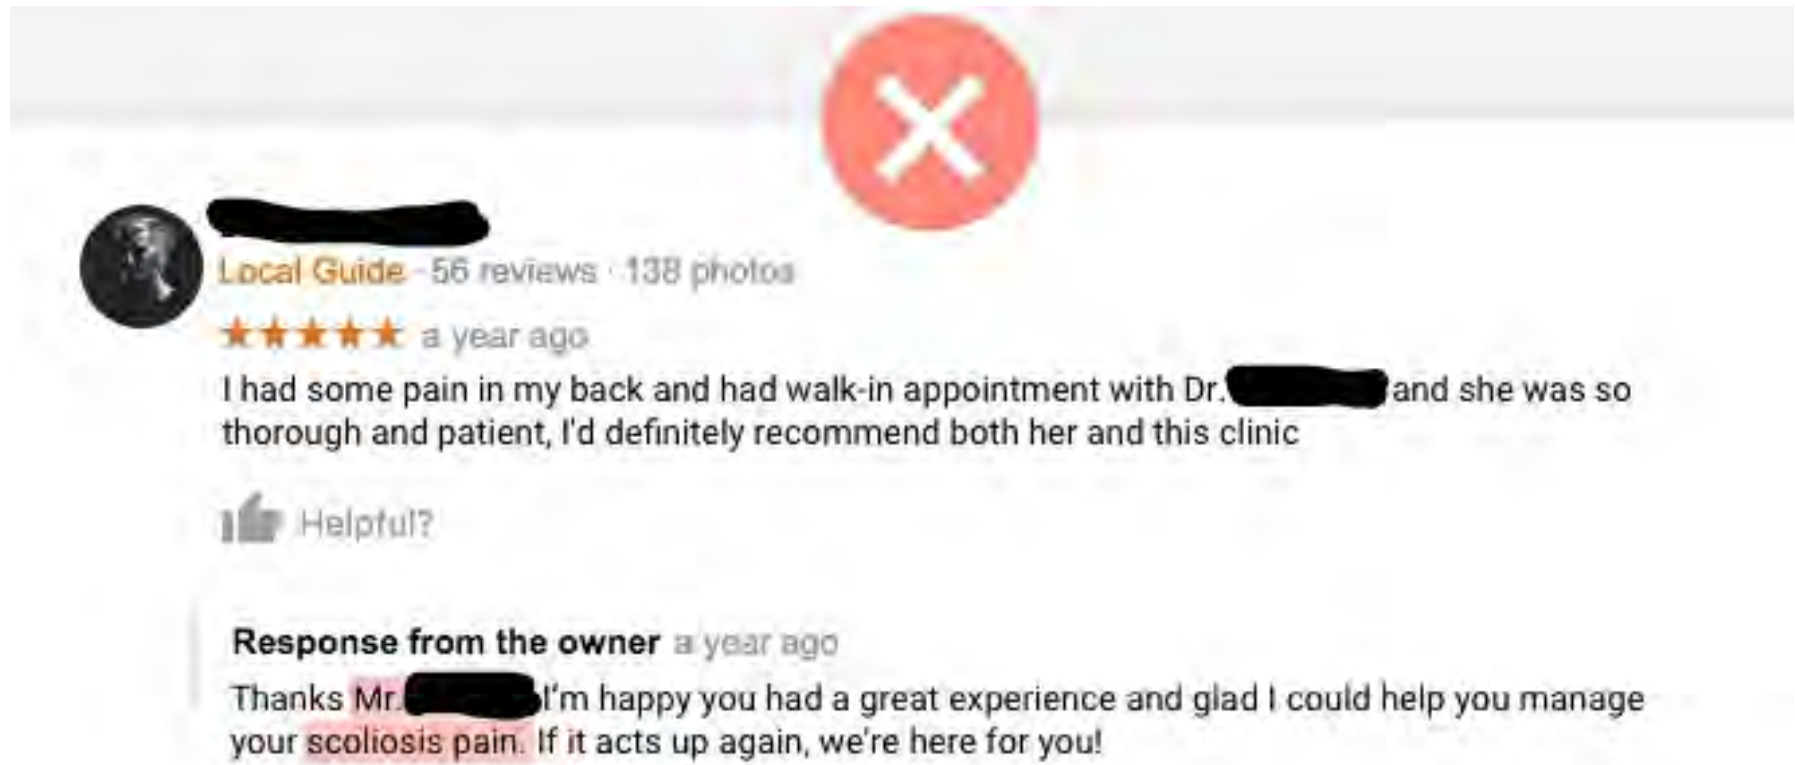 Local Guide · 56 reviews · 138 photos
a year ago
I had some pain in my back and had walk-in appointment with Dr. and she was so
thorough and patient, I'd definitely recommend both her and this clinic
Helpful?
Response from the owner a year ago
Thanks Mr. I'm happy you had a great experience and glad I could help you manage
your scoliosis pain. If it acts up again, we're here for you!